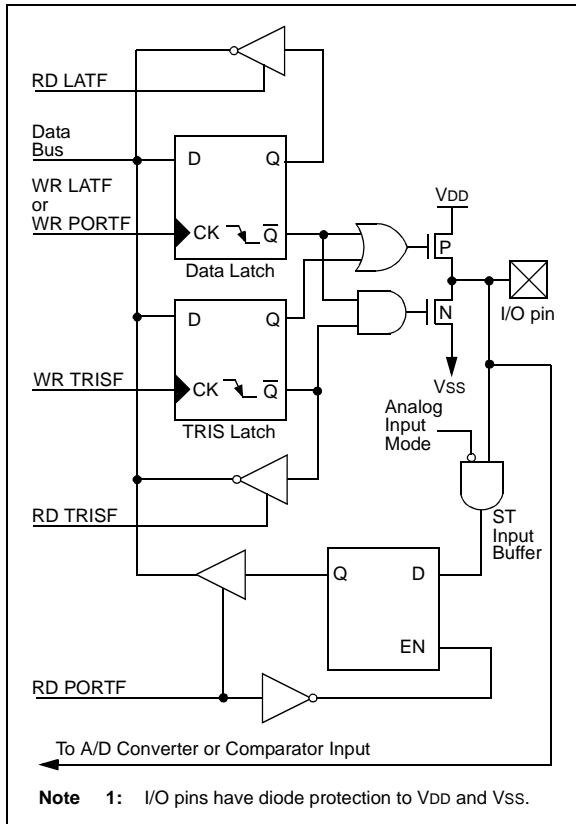 RD LATF
Data
Bus
WR LATF
or
WR PORTF
D
Q
CK
Q
Data Latch
VDD
P
N
I/O pin
VSS
D
Q
WR TRISF
CK
Q
TRIS Latch
Analog
Input
Mode
RD TRISF
ST
Input
Buffer
Q
D
EN
RD PORTF
To A/D Converter or Comparator Input
Note 1: I/O pins have diode protection to VDD and VSS.